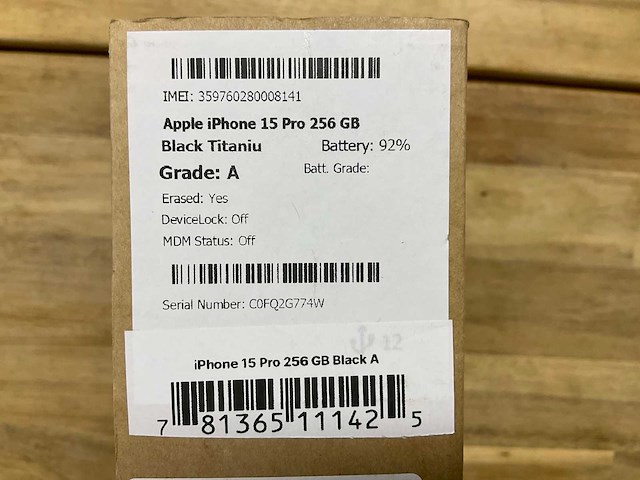 IMEI: 359760280008141
Apple iPhone 15 Pro 256 GB
Black Titaniu Battery: 92%
Grade: A Batt. Grade:
Erased: Yes
DeviceLock: Off
MDM Status: Off
Serial Number: C0FQ2G774W
12
iPhone 15 Pro 256 GB Black A
7 81365 11142 5